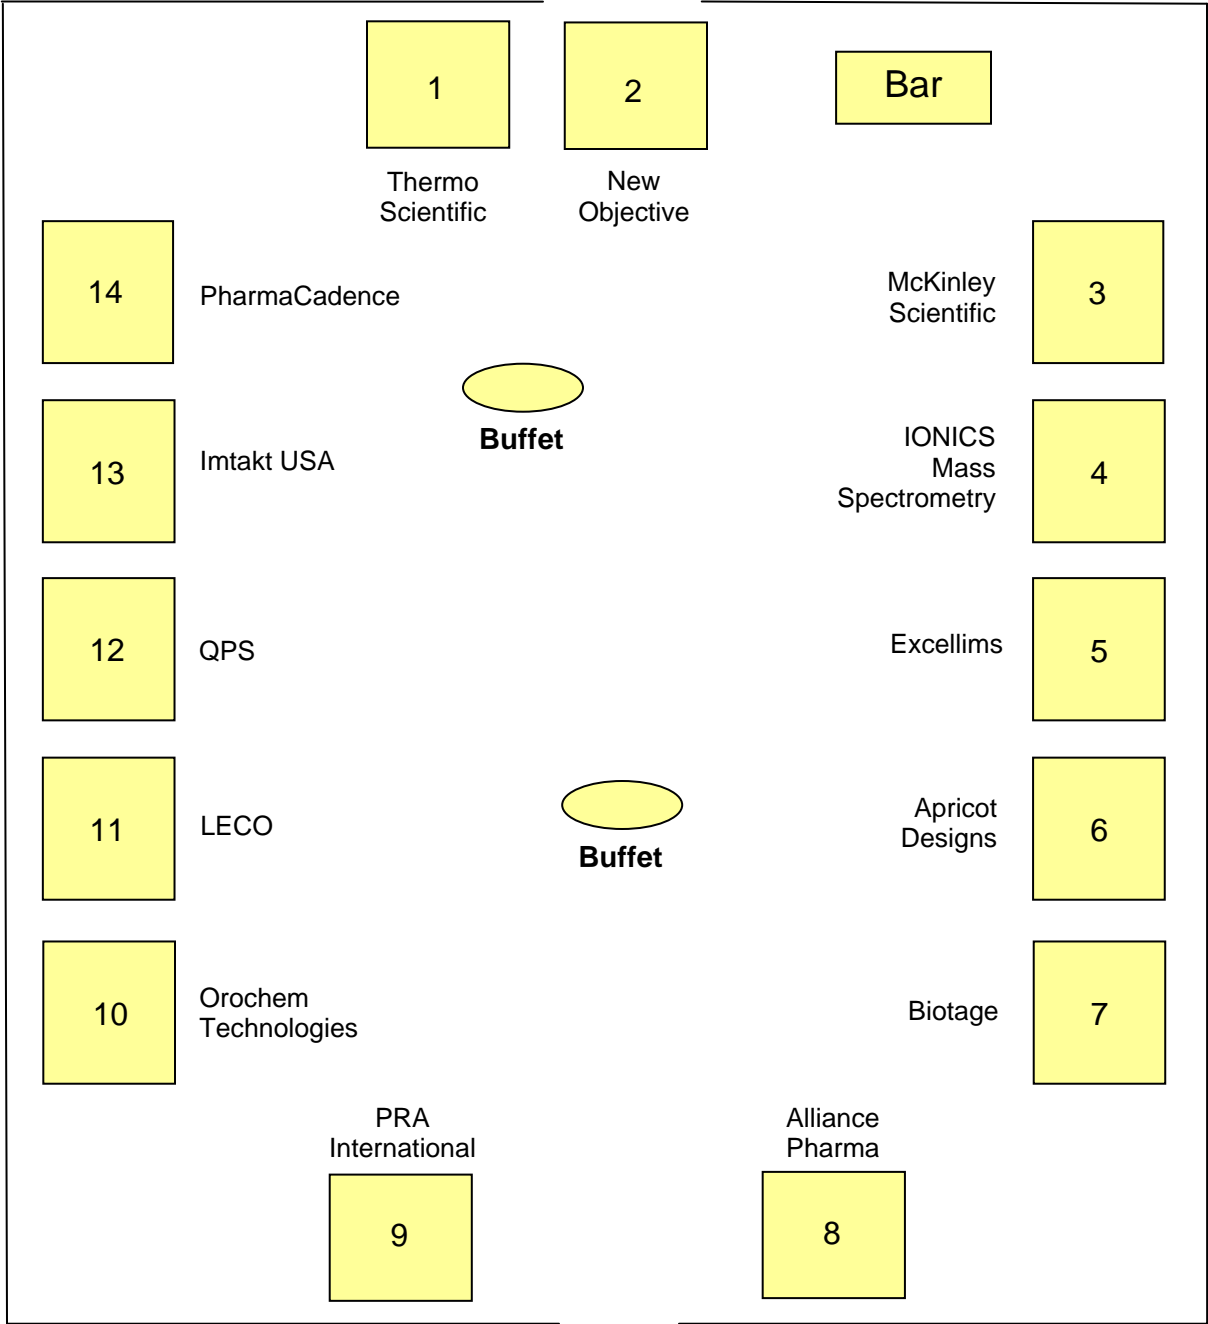 1
2
Bar
Thermo
Scientific
New
Objective
14
PharmaCadence
McKinley
Scientific
3
Buffet
13
Imtakt USA
IONICS
Mass
Spectrometry
4
12
QPS
Excellims
5
11
LECO
Buffet
Apricot
Designs
6
10
Orochem
Technologies
Biotage
7
PRA
International
Alliance
Pharma
9
8